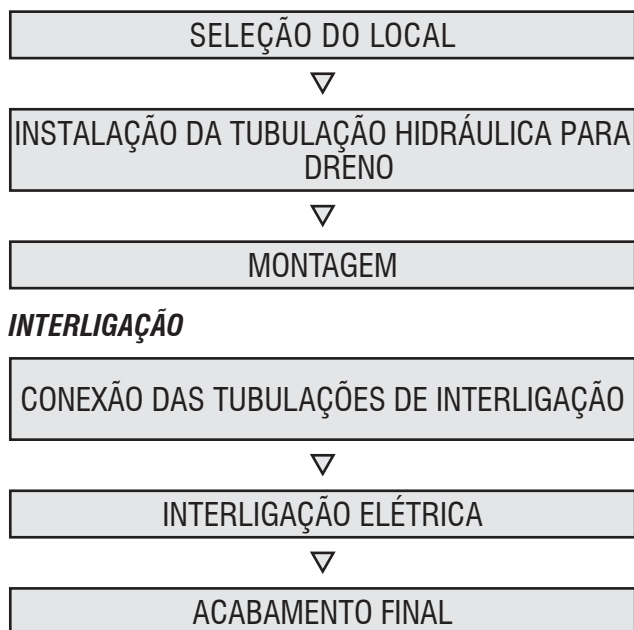 SELEÇÃO DO LOCAL
INSTALAÇÃO DA TUBULAÇÃO HIDRÁULICA PARA
DRENO
MONTAGEM
INTERLIGAÇÃO
CONEXÃO DAS TUBULAÇÕES DE INTERLIGAÇÃO
INTERLIGAÇÃO ELÉTRICA
ACABAMENTO FINAL